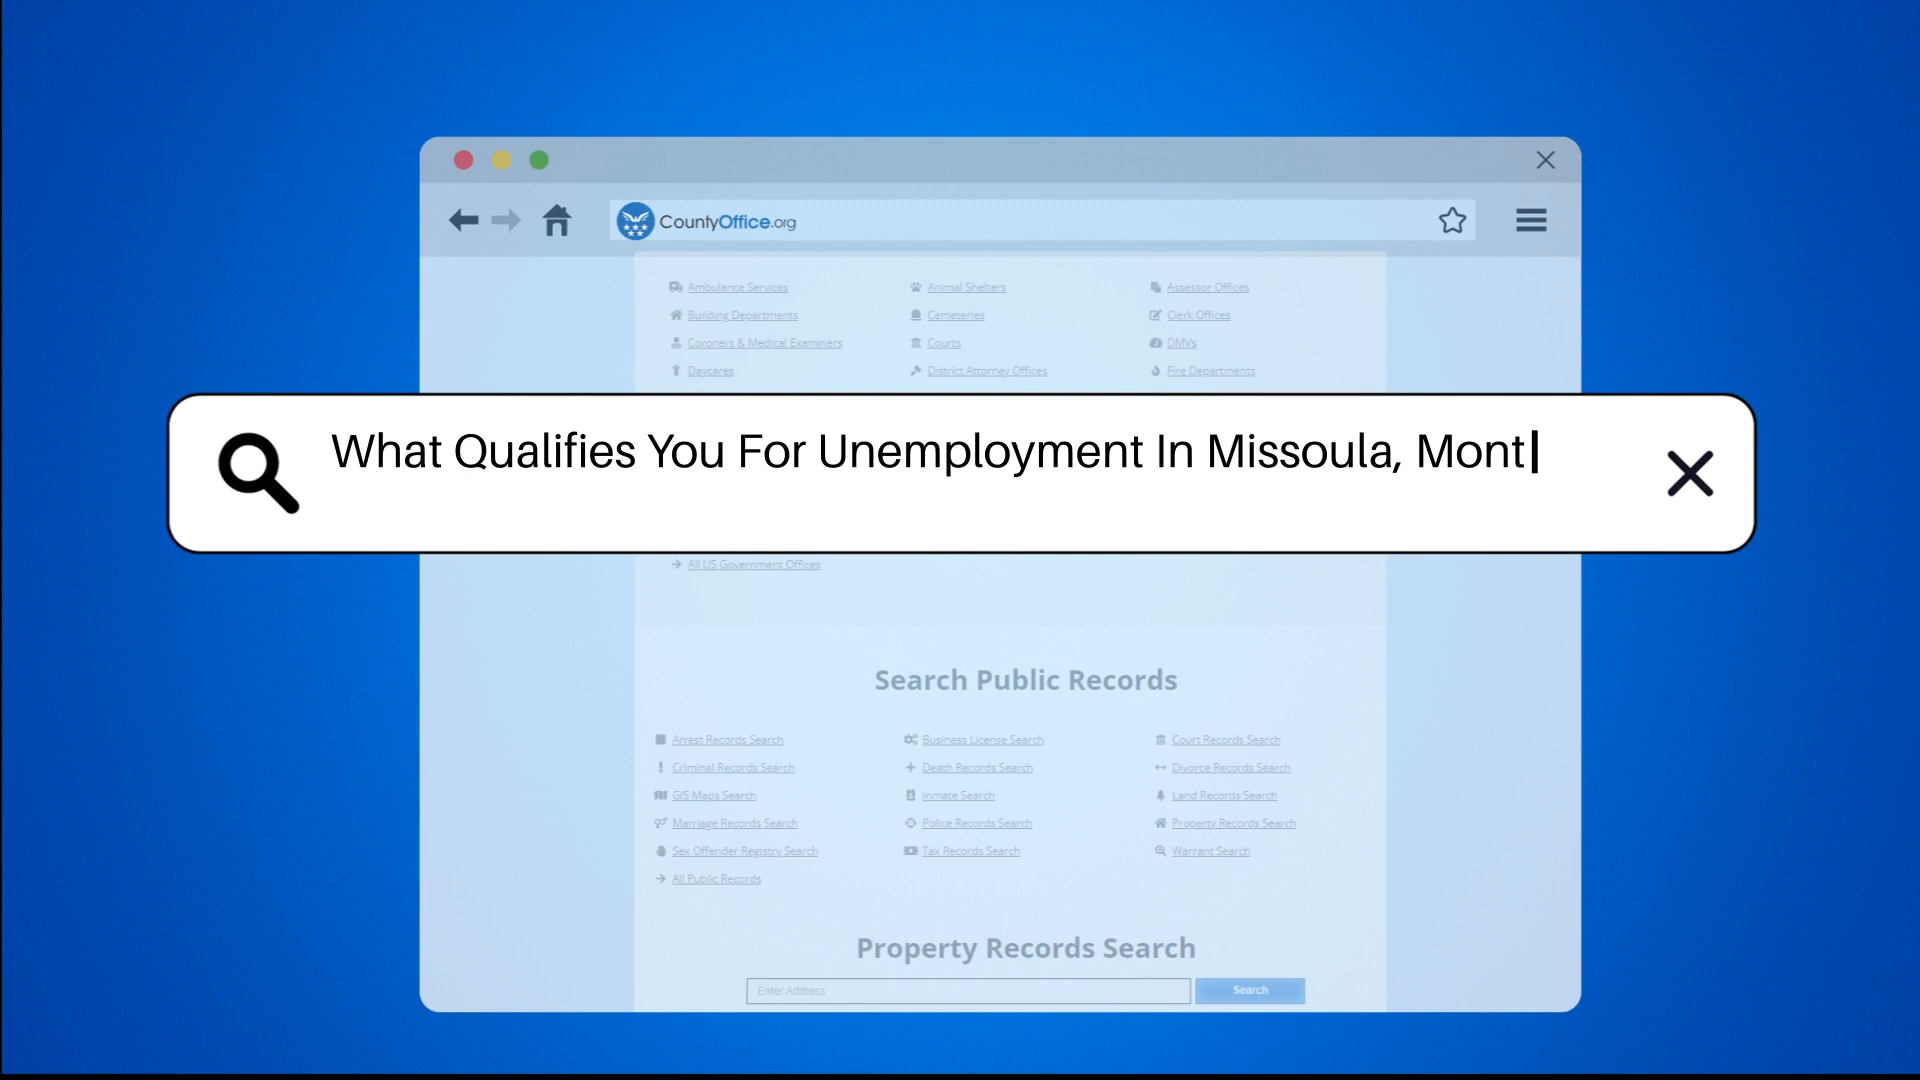 CountyOffice.org
Ambulance Services Animal Shelters Assessor Offices
Building Departments Cemeteries Clerk Offices
Coroners & Medical Examiners Courts DMVs
Daycares District Attorney Offices Fire Departments
What Qualifies You For Unemployment In Missoula, Mont
All US Government Offices
Search Public Records
Arrest Records Search Business License Search Court Records Search
Criminal Records Search Death Records Search Divorce Records Search
GIS Maps Search Inmate Search Land Records Search
Marriage Records Search Police Records Search Property Records Search
Sex Offender Registry Search Tax Records Search Warrant Search
All Public Records
Property Records Search
Enter Address Search